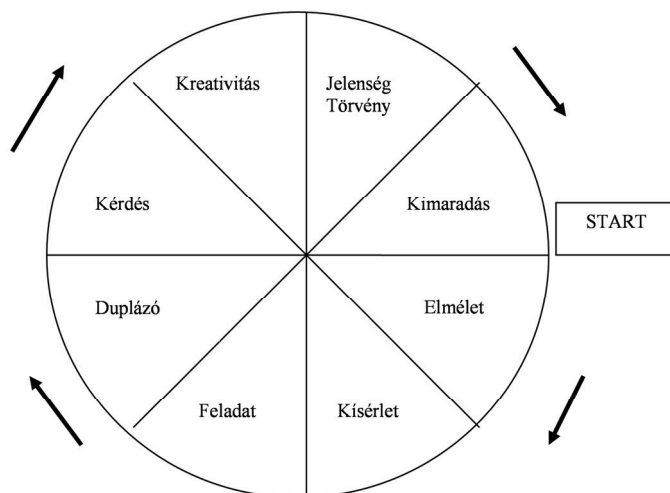 Kreativitás
Jelenség
Törvény
Kérdés
Kimaradás
START
Duplázó
Elmélet
Feladat
Kísérlet